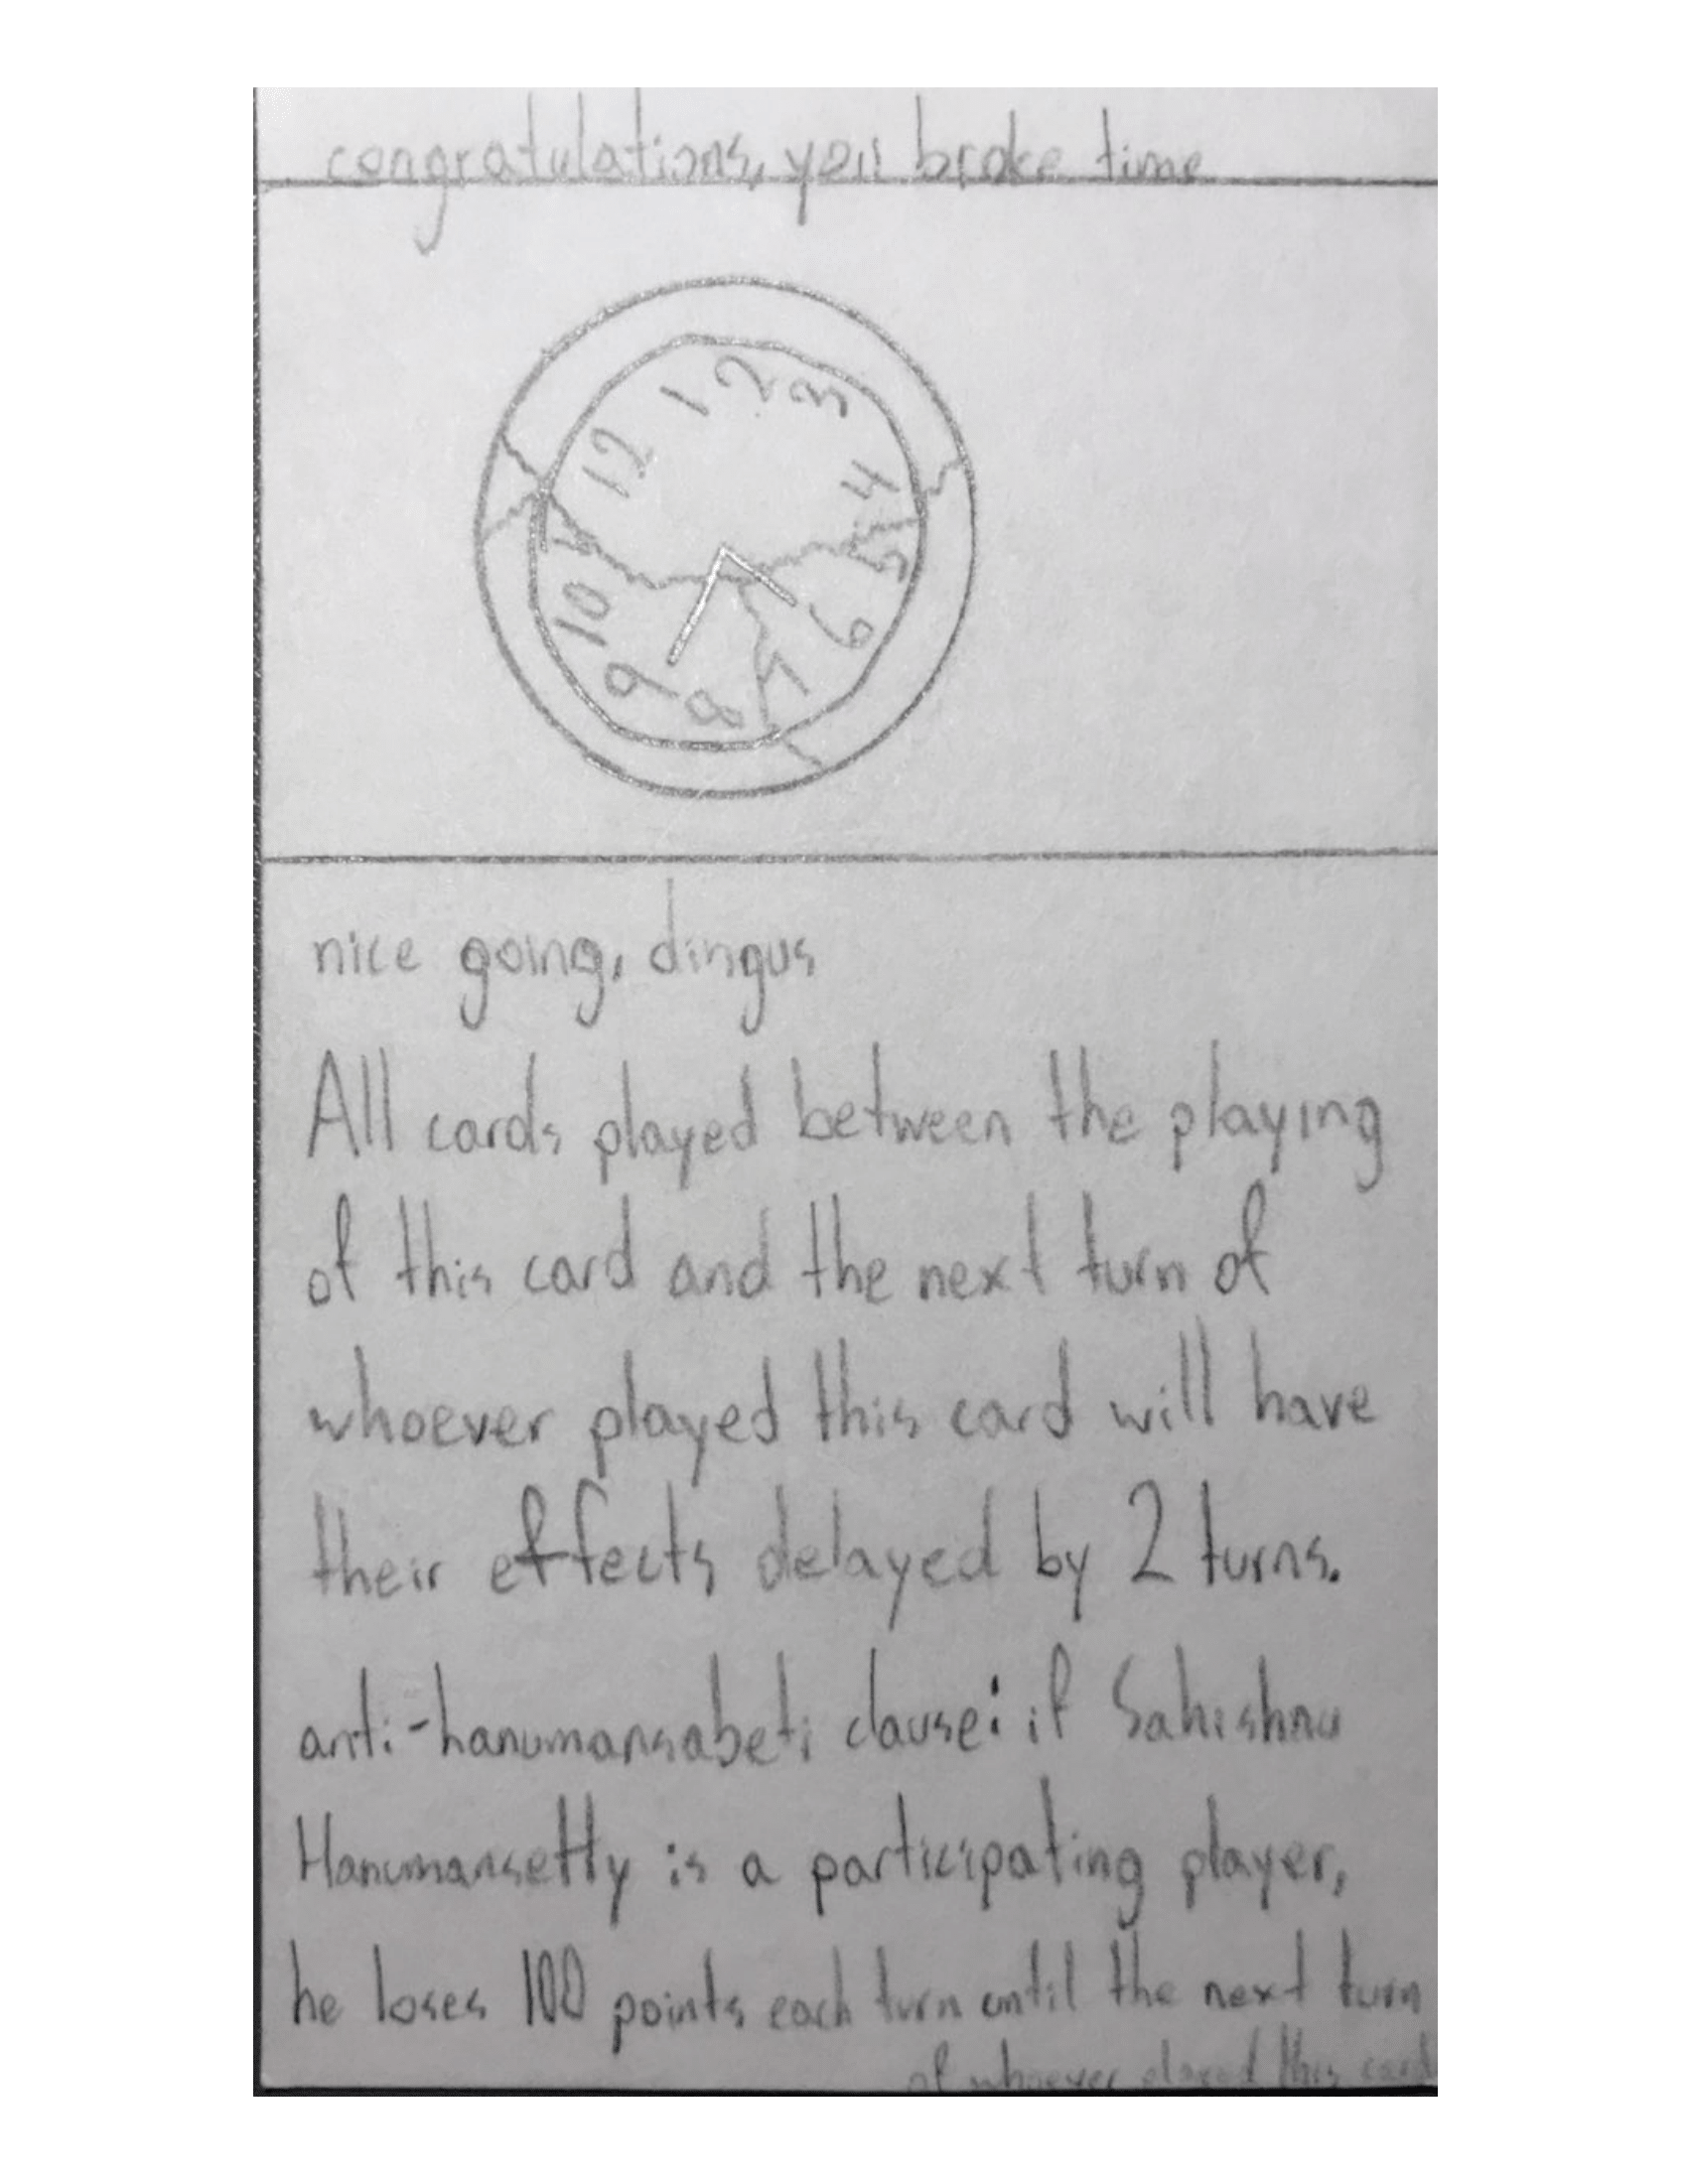 congratulations, you broke time
12 1 2 3
4
5
6
7
8
9
10
nice going, dingus
All cards played between the playing
of this card and the next turn of
whoever played this card will have
their effects delayed by 2 turns.
anti-hanumansabeti clause: if Sahishnu
Hanumansetty is a participating player,
he loses 100 points each turn until the next turn
of whoever played this card